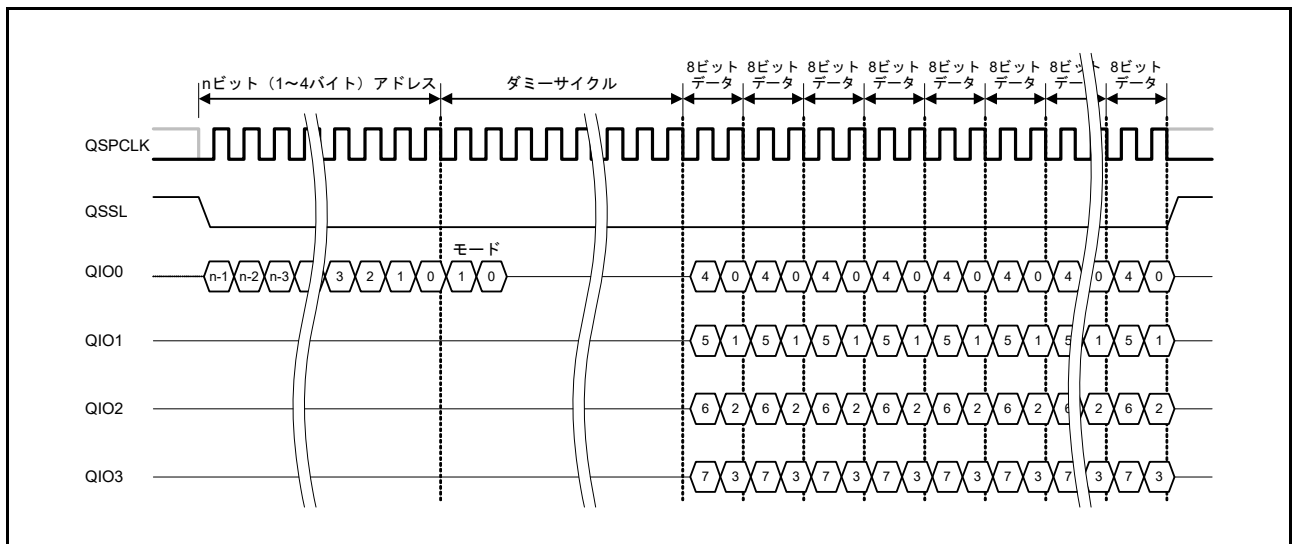 8ビット 8ビット 8ビット 8ビット 8ビット 8ビット 8ビット 8ビット
nビット（1～4バイト）アドレス ダミーサイクル データ データ データ データ データ データ デー データ
QSPCLK
QSSL
モード
QIO0 n-1 n-2 n-3 3 2 1 0 1 0 4 0 4 0 4 0 4 0 4 0 4 0 4 0 4 0
QIO1 5 1 5 1 5 1 5 1 5 1 5 1 5 1 5 1
QIO2 6 2 6 2 6 2 6 2 6 2 6 2 6 2 6 2
QIO3 7 3 7 3 7 3 7 3 7 3 7 3 7 3 7 3